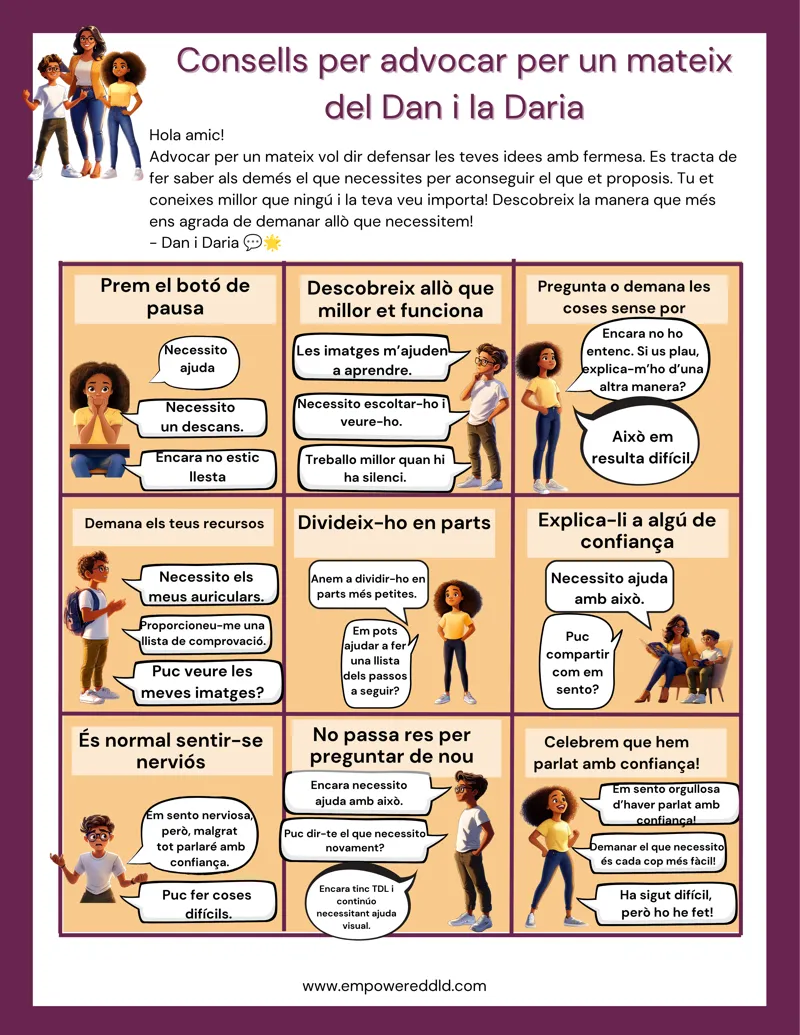 Consells per advocar per un mateix
del Dan i la Daria
Hola amic!
Advocar per un mateix vol dir defensar les teves idees amb fermesa. Es tracta de
fer saber als demés el que necessites per aconseguir el que et proposis. Tu et
coneixes millor que ningú i la teva veu importa! Descobreix la manera que més
ens agrada de demanar allò que necessitem!
- Dan i Daria 💬🌟
Prem el botó de
pausa
Necessito
ajuda
Necessito
un descans.
Encara no estic
llesta
Descobreix allò que
millor et funciona
Les imatges m'ajuden
a aprendre.
Necessito escoltar-ho i
veure-ho.
Treballo millor quan hi
ha silenci.
Pregunta o demana les
coses sense por
Encara no ho
entenc. Si us plau,
explica-m'ho d'una
altra manera?
Això em
resulta difícil.
Demana els teus recursos
Necessito els
meus auriculars.
Proporcioneu-me una
llista de comprovació.
Puc veure les
meves imatges?
Divideix-ho en parts
Anem a dividir-ho en
parts més petites.
Em pots
ajudar a fer
una llista
dels passos
a seguir?
Explica-li a algú de
confiança
Necessito ajuda
amb això.
Puc
compartir
com em
sento?
És normal sentir-se
nerviós
Em sento nerviosa,
però, malgrat
tot parlaré amb
confiança.
Puc fer coses
difícils.
No passa res per
preguntar de nou
Encara necessito
ajuda amb això.
Puc dir-te el que necessito
novament?
Encara tinc TDL i
continúo
necessitant ajuda
visual.
Celebrem que hem
parlat amb confiança!
Em sento orgullosa
d'haver parlat amb
confiança!
Demanar el que necessito
és cada cop més fàcil!
Ha sigut difícil,
però ho he fet!
www.empowereddld.com